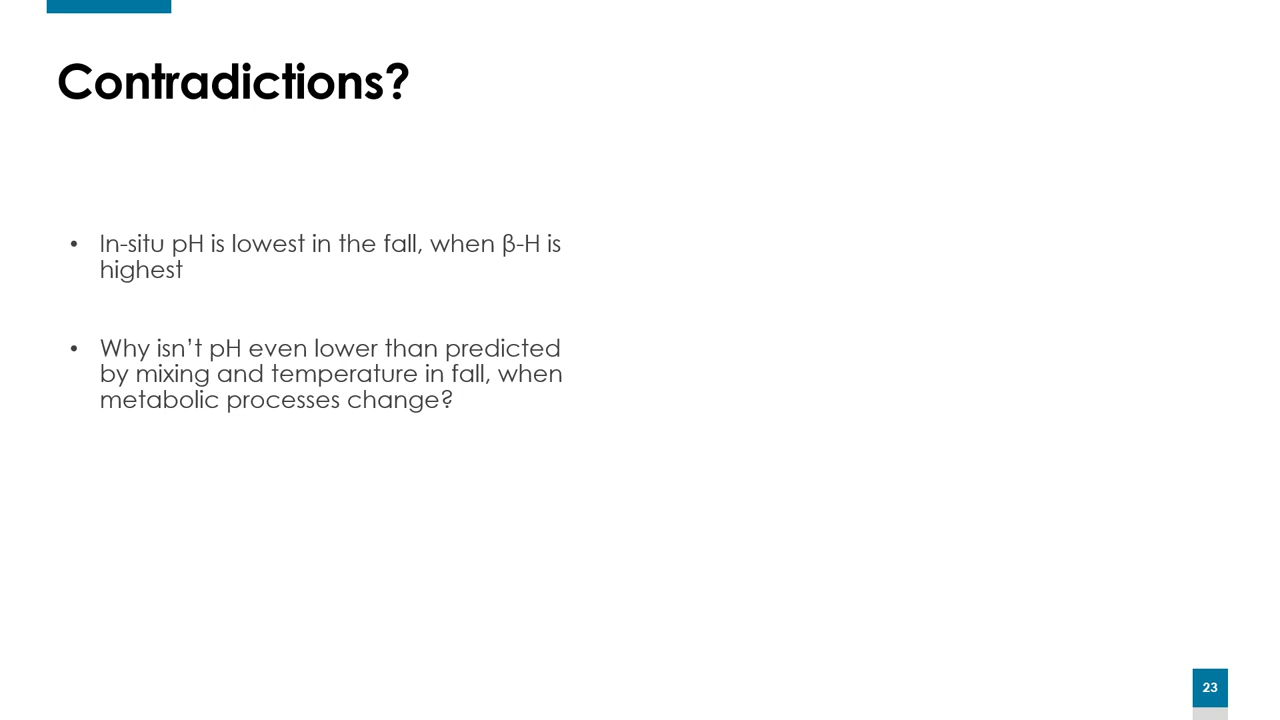 Contradictions?
• In-situ pH is lowest in the fall, when β-H is
highest
• Why isn’t pH even lower than predicted
by mixing and temperature in fall, when
metabolic processes change?
23